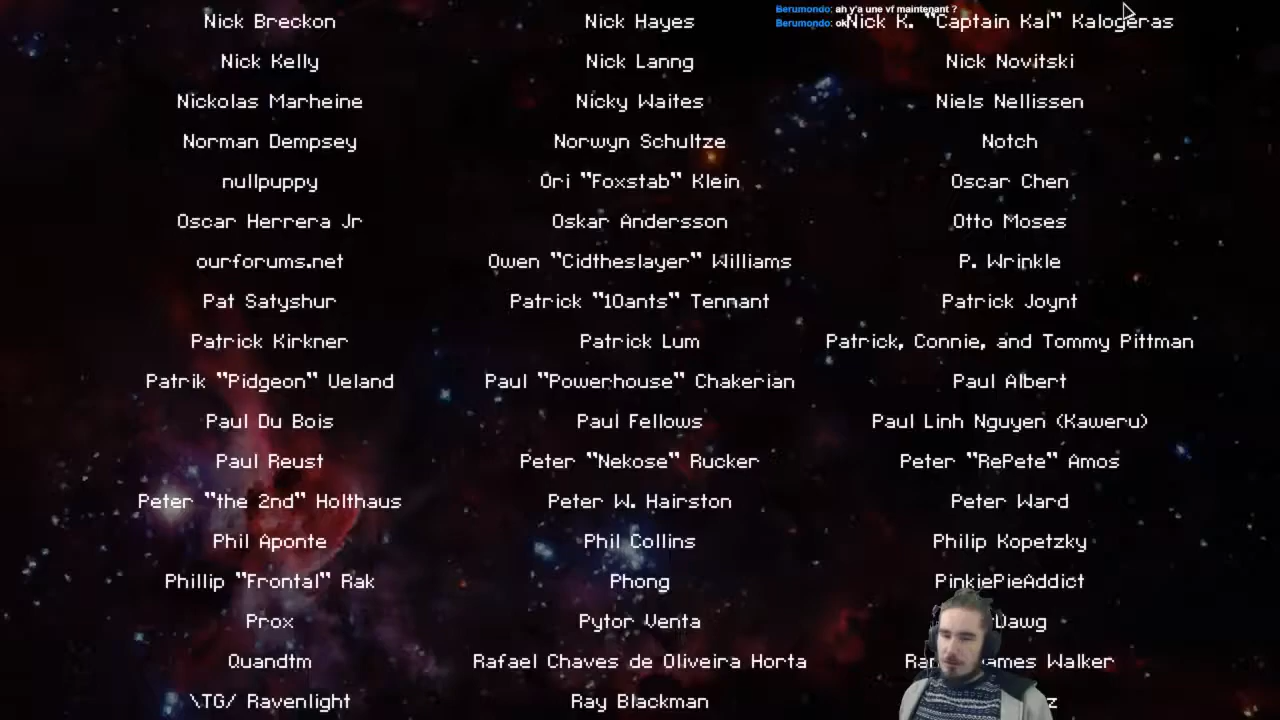 Berumondo: ah y'a une vf maintenant ?
Berumondo: ok
Nick Breckon
Nick Hayes
Nick K. "Captain Kal" Kalogeras
Nick Kelly
Nick Lanng
Nick Novitski
Nickolas Marheine
Nicky Waites
Niels Nellissen
Norman Dempsey
Norwyn Schultze
Notch
nullpuppy
Ori "Foxstab" Klein
Oscar Chen
Oscar Herrera Jr
Oskar Andersson
Otto Moses
ourforums.net
Owen "Cidtheslayer" Williams
P. Wrinkle
Pat Satyshur
Patrick "10ants" Tennant
Patrick Joynt
Patrick Kirkner
Patrick Lum
Patrick, Connie, and Tommy Pittman
Patrik "Pidgeon" Ueland
Paul "Powerhouse" Chakerian
Paul Albert
Paul Du Bois
Paul Fellows
Paul Linh Nguyen (Kaweru)
Paul Reust
Peter "Nekose" Rucker
Peter "RePete" Amos
Peter "the 2nd" Holthaus
Peter W. Hairston
Peter Ward
Phil Aponte
Phil Collins
Philip Kopetzky
Phillip "Frontal" Rak
Phong
PinkiePieAddict
Prox
Pytor Venta
Quandtm
Rafael Chaves de Oliveira Horta
Walker
\TG/ Ravenlight
Ray Blackman